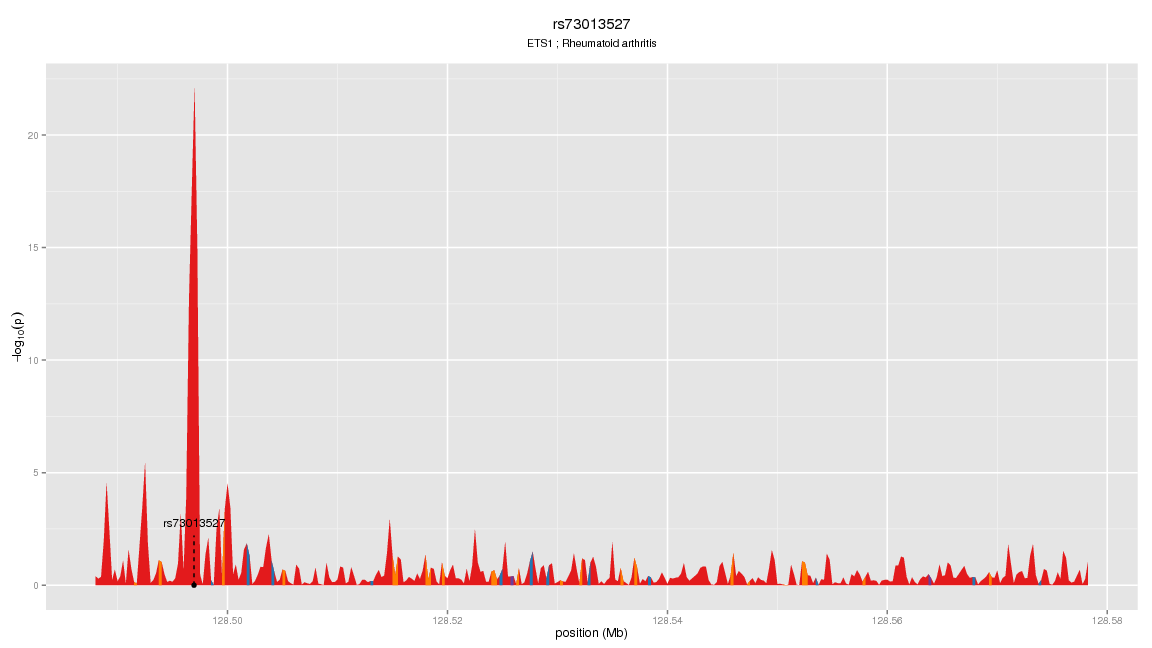 rs73013527
ETS1 ; Rheumatoid arthritis
−log10(p)
20
15
10
5
0
rs73013527
128.50
128.52
128.54
128.56
128.58
position (Mb)